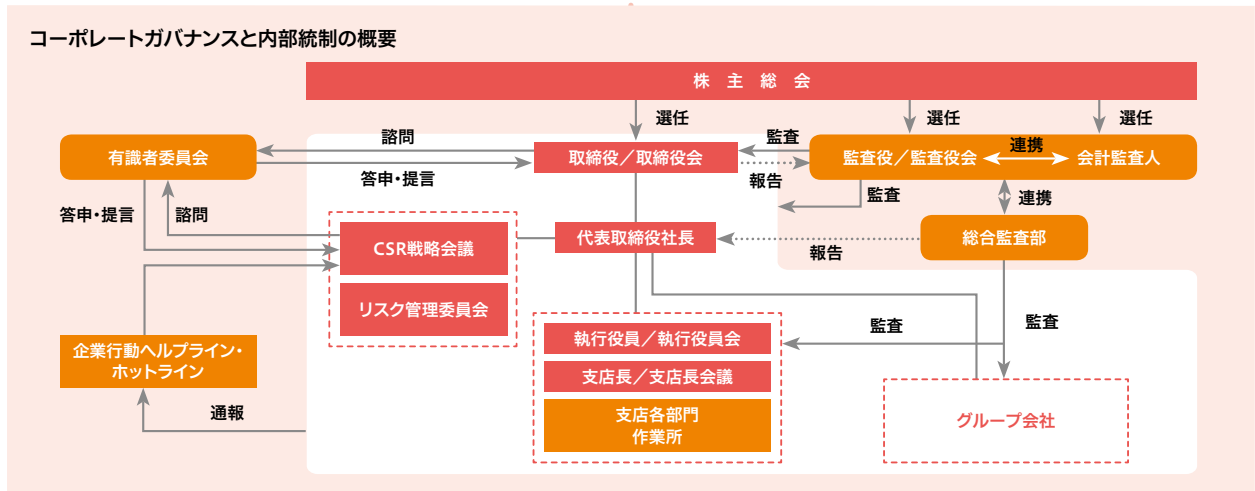 コーポレートガバナンスと内部統制の概要
株主総会
選任
選任
選任
諮問
監査
連携
有識者委員会
取締役／取締役会
監査役／監査役会
会計監査人
答申・提言
報告
監査
連携
答申・提言
諮問
CSR戦略会議
代表取締役社長
報告
総合監査部
リスク管理委員会
監査
監査
企業行動ヘルプライン・
ホットライン
執行役員／執行役員会
支店長／支店長会議
通報
支店各部門
作業所
グループ会社